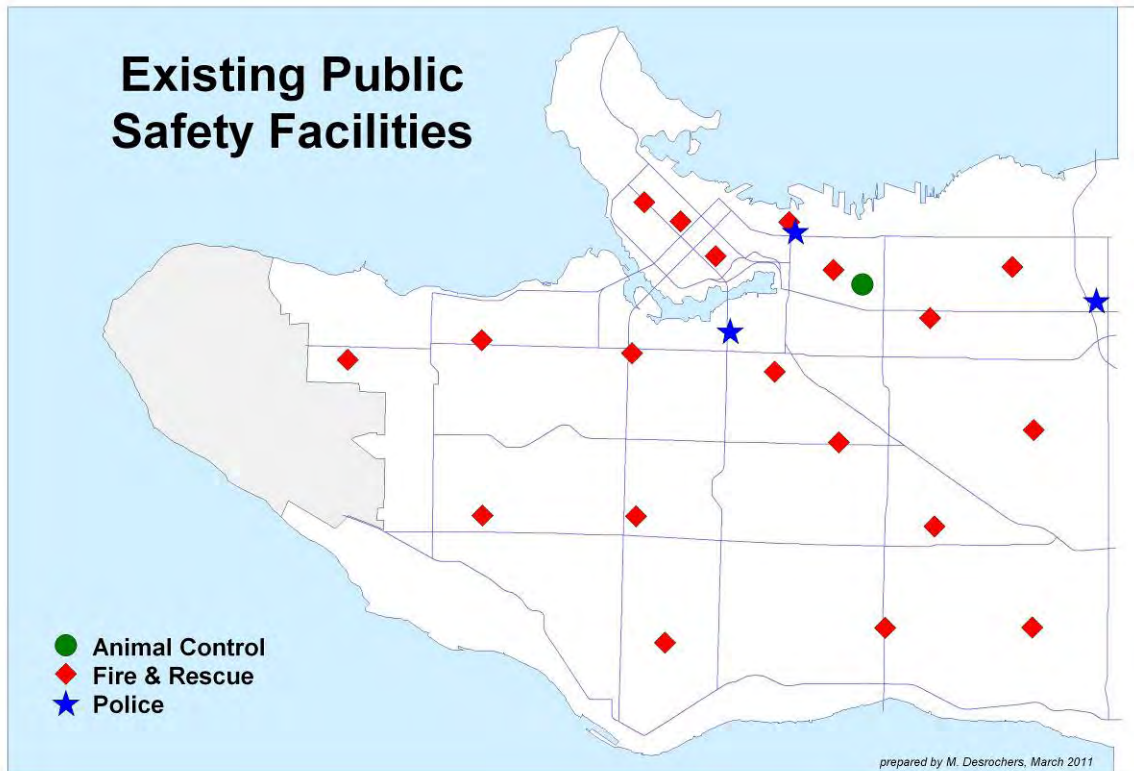 Existing Public
Safety Facilities
Animal Control
Fire & Rescue
Police
prepared by M. Desrochers, March 2011